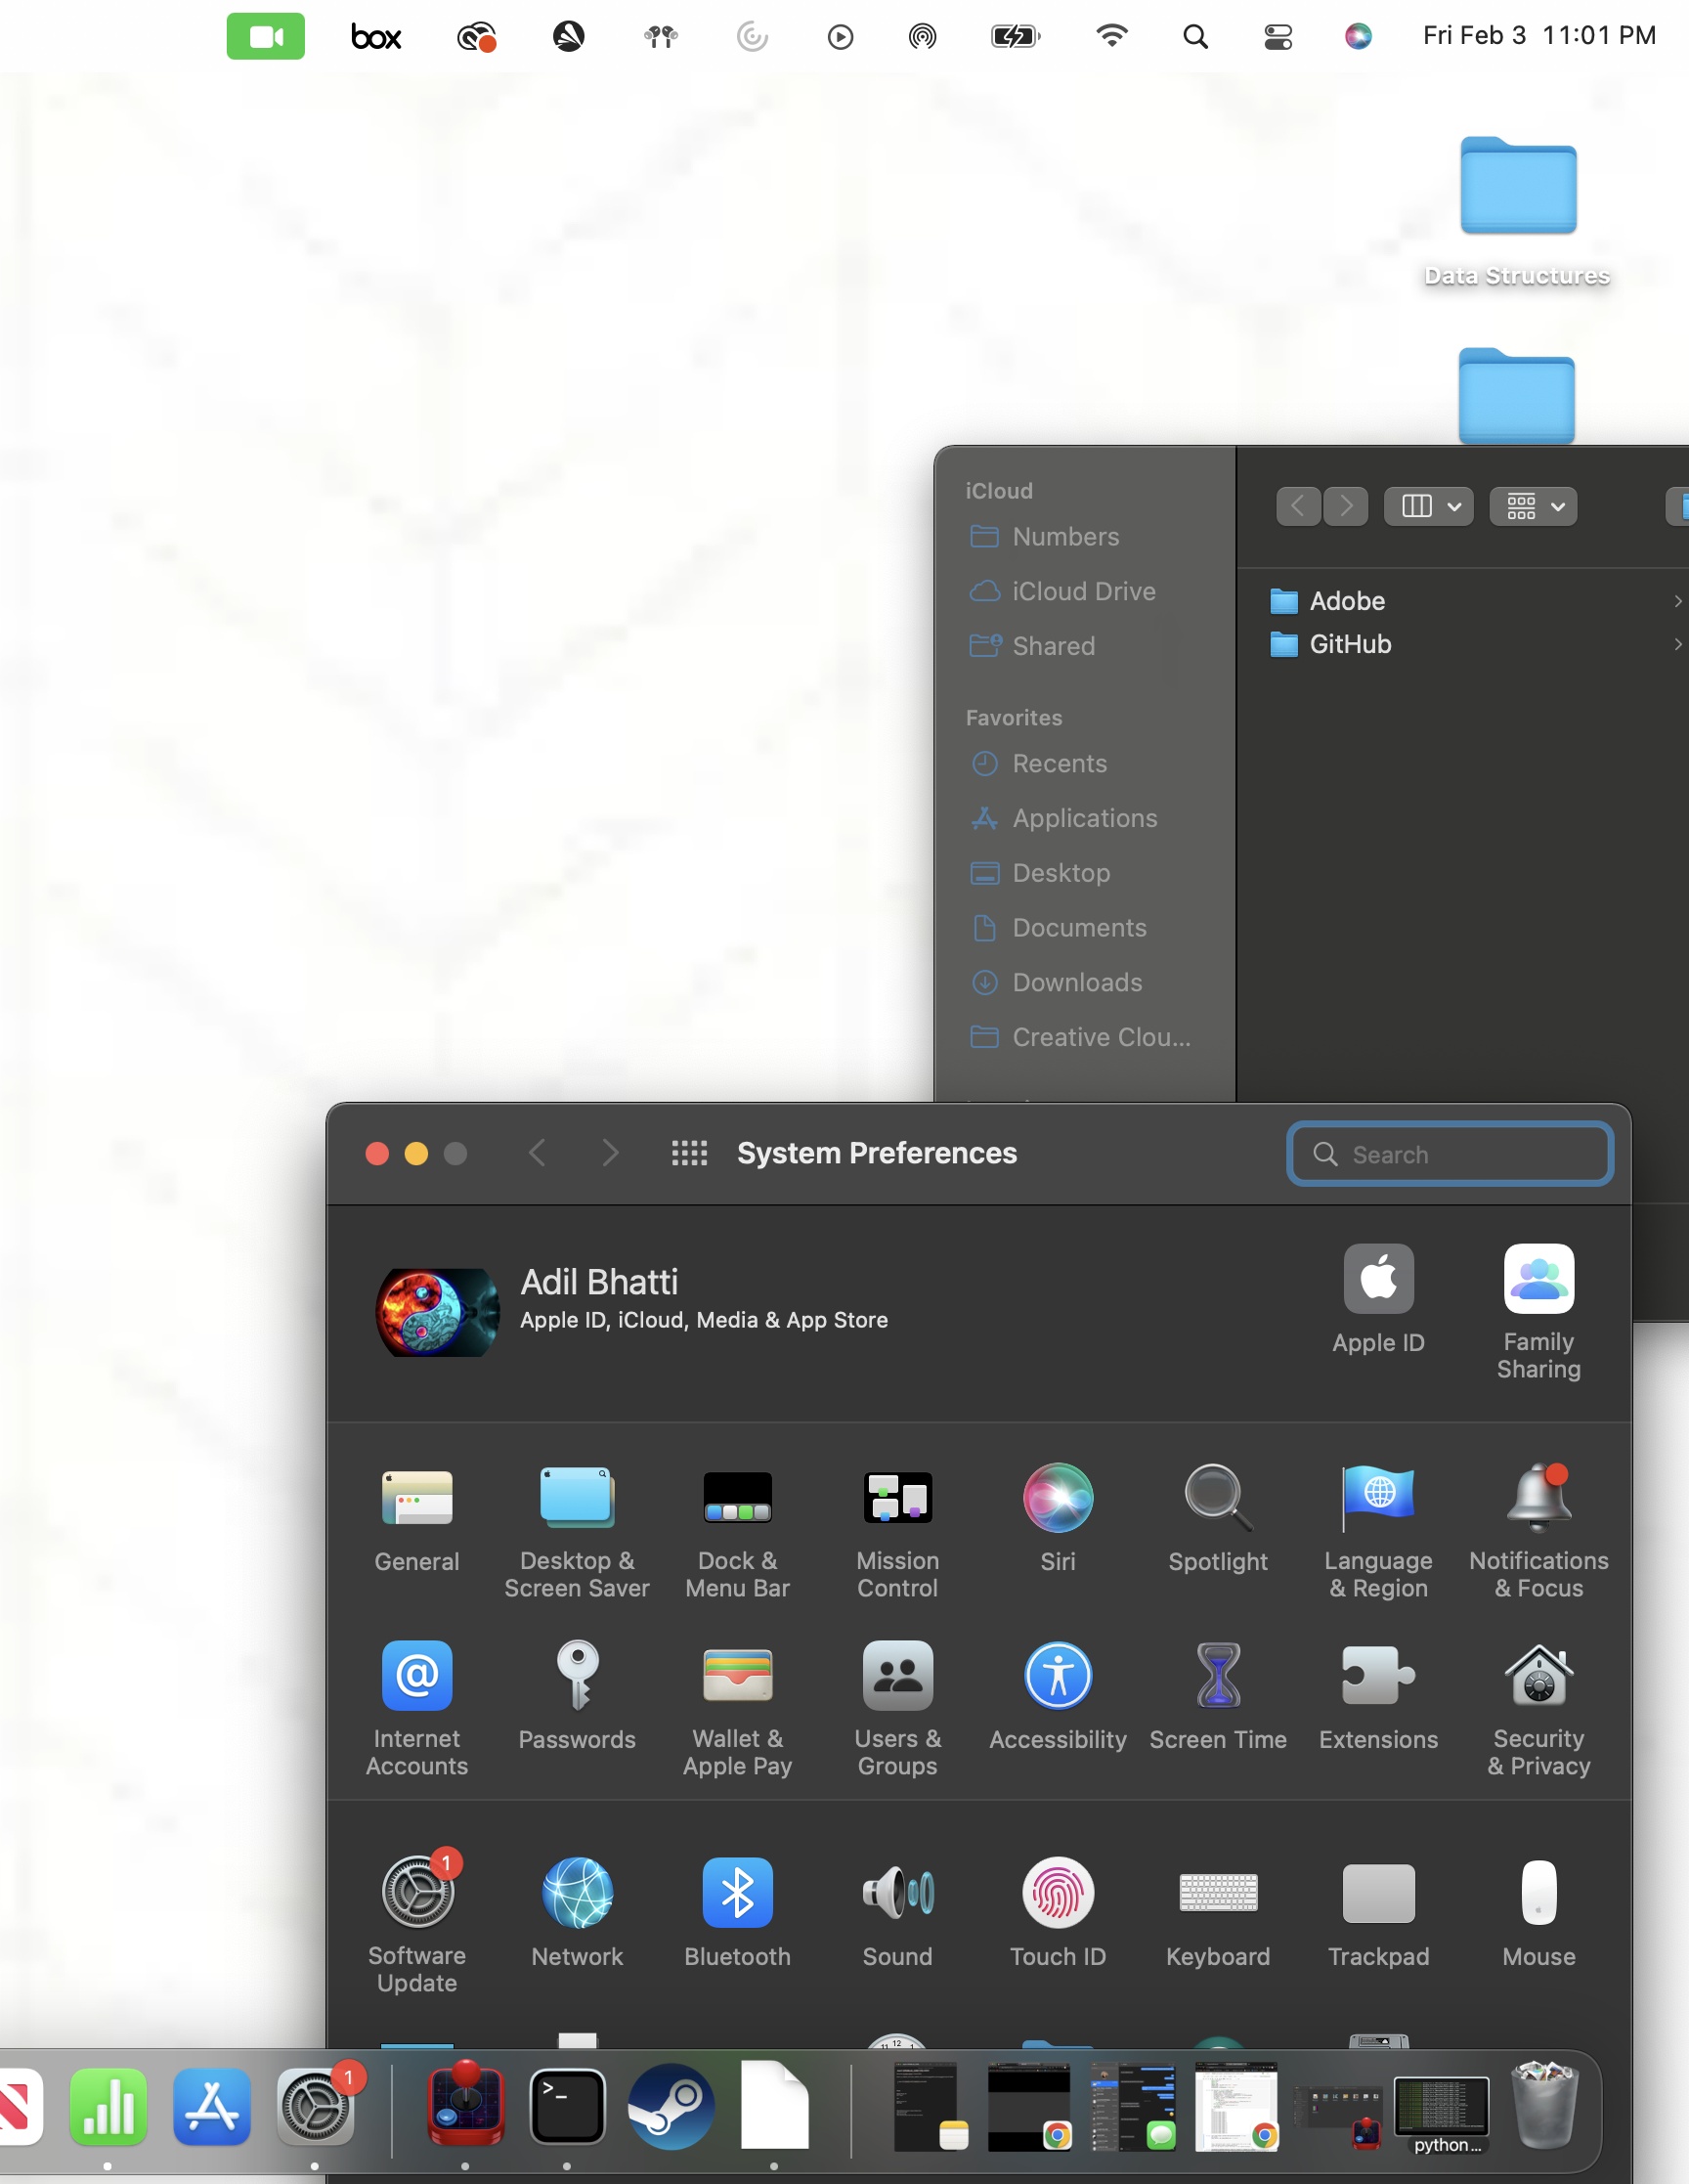 box
Fri Feb 3 11:01 PM
Data Structures
iCloud
Numbers
iCloud Drive
Shared
Favorites
Recents
Applications
Desktop
Documents
Downloads
Creative Clou...
Adobe
GitHub
System Preferences
Search
Adil Bhatti
Apple ID, iCloud, Media & App Store
Apple ID
Family
Sharing
General
Desktop &
Screen Saver
Dock &
Menu Bar
Mission
Control
Siri
Spotlight
Language
& Region
Notifications
& Focus
Internet
Accounts
Passwords
Wallet &
Apple Pay
Users &
Groups
Accessibility
Screen Time
Extensions
Security
& Privacy
1
Software
Update
Network
Bluetooth
Sound
Touch ID
Keyboard
Trackpad
Mouse
1
>_
python...